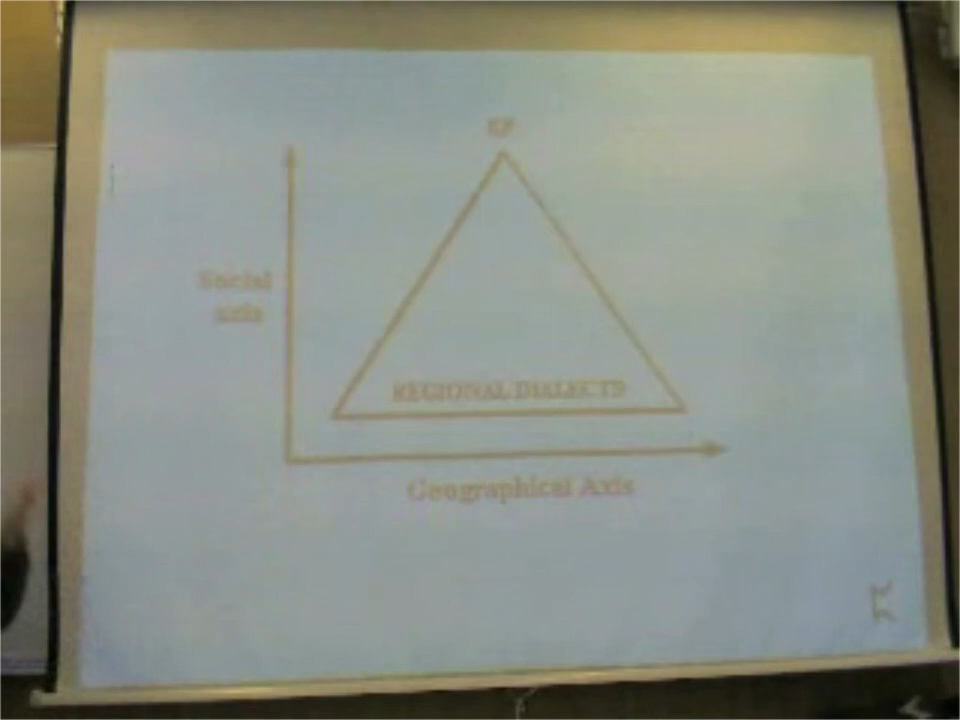 RP
Social
axis
REGIONAL DIALECTS
Geographical Axis